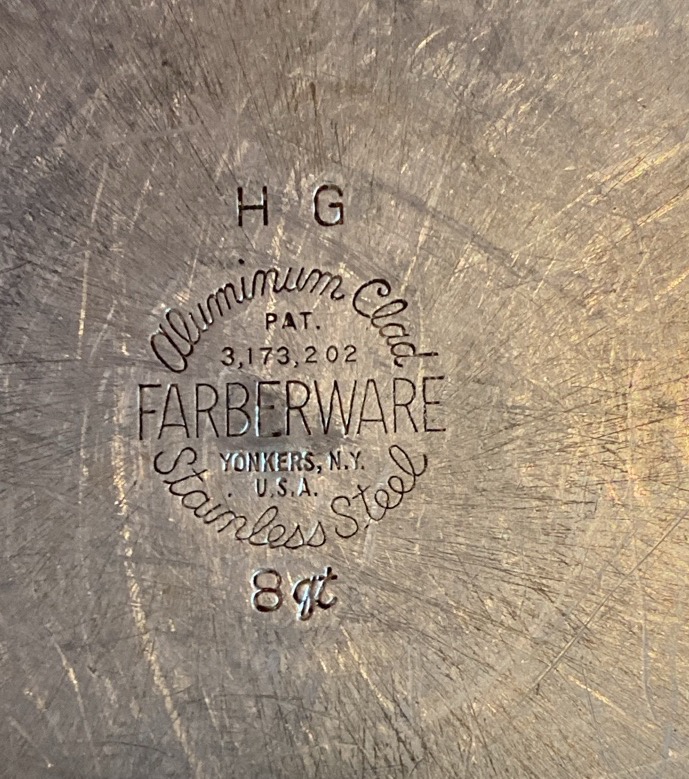 H G
Aluminum Clad
PAT.
3,173,202
FARBERWARE
YONKERS, N.Y.
U.S.A.
Stainless Steel
8 qt